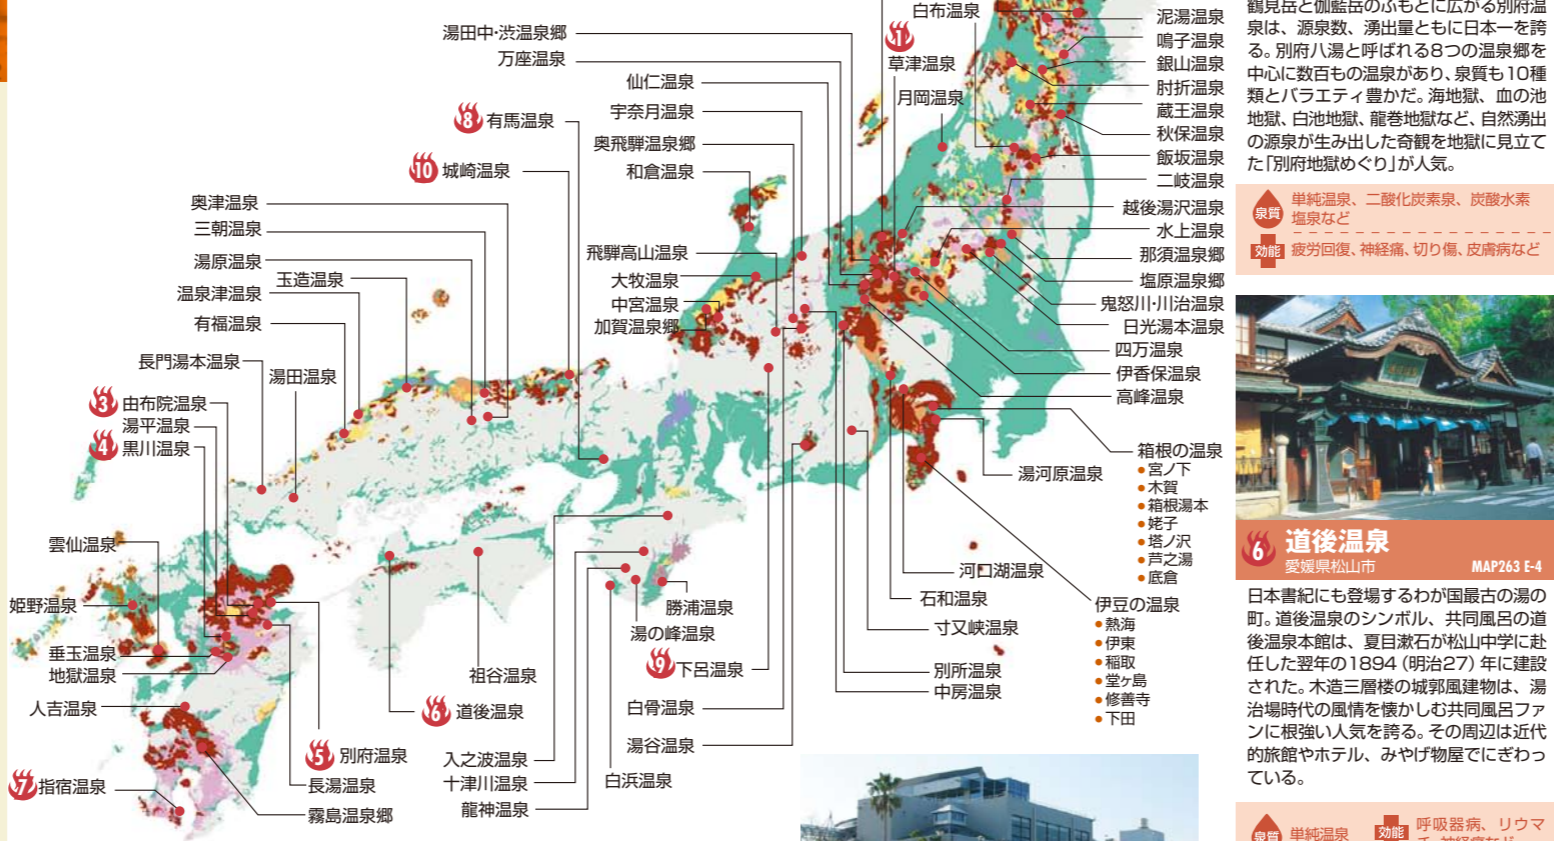 白布温泉
湯田中・渋温泉郷
1
草津温泉
万座温泉
仙仁温泉
月岡温泉
宇奈月温泉
8
有馬温泉
奥飛騨温泉郷
10
城崎温泉
和倉温泉
奥津温泉
三朝温泉
湯原温泉
玉造温泉
温泉津温泉
有福温泉
長門湯本温泉
湯田温泉
飛騨高山温泉
大牧温泉
中宮温泉
加賀温泉郷
3
由布院温泉
湯平温泉
4
黒川温泉
雲仙温泉
姫野温泉
垂玉温泉
地獄温泉
人吉温泉
5
別府温泉
7
指宿温泉
長湯温泉
霧島温泉郷
祖谷温泉
6
道後温泉
入之波温泉
十津川温泉
龍神温泉
勝浦温泉
湯の峰温泉
白浜温泉
9
下呂温泉
白骨温泉
湯谷温泉
泥湯温泉
鳴子温泉
銀山温泉
肘折温泉
蔵王温泉
秋保温泉
飯坂温泉
二岐温泉
越後湯沢温泉
水上温泉
那須温泉郷
塩原温泉郷
鬼怒川・川治温泉
日光湯本温泉
四万温泉
伊香保温泉
高峰温泉
箱根の温泉
●宮ノ下
●木賀
●箱根湯本
●姥子
●塔ノ沢
●芦之湯
●底倉
湯河原温泉
河口湖温泉
石和温泉
寸又峡温泉
別所温泉
中房温泉
伊豆の温泉
●熱海
●伊東
●稲取
●堂ヶ島
●修善寺
●下田
鶴見岳と伽藍岳のふもとに広がる別府温
泉は、源泉数、湧出量ともに日本一を誇
る。別府八湯と呼ばれる8つの温泉郷を
中心に数百もの温泉があり、泉質も10種
類とバラエティ豊かだ。海地獄、血の池
地獄、白池地獄、龍巻地獄など、自然湧出
の源泉が生み出した奇観を地獄に見立て
た「別府地獄めぐり」が人気。
泉質 単純温泉、二酸化炭素泉、炭酸水素
塩泉など
効能 疲労回復、神経痛、切り傷、皮膚病など
6 道後温泉
愛媛県松山市 MAP263 E-4
日本書紀にも登場するわが国最古の湯の
町。道後温泉のシンボル、共同風呂の道
後温泉本館は、夏目漱石が松山中学に赴
任した翌年の1894（明治27）年に建設
された。木造三層楼の城郭風建物は、湯
治場時代の風情を懐かしむ共同風呂ファ
ンに根強い人気を誇る。その周辺は近代
的旅館やホテル、みやげ物屋でにぎわっ
ている。
泉質 単純温泉
効能 呼吸器病、リウマ
チ、神経痛など